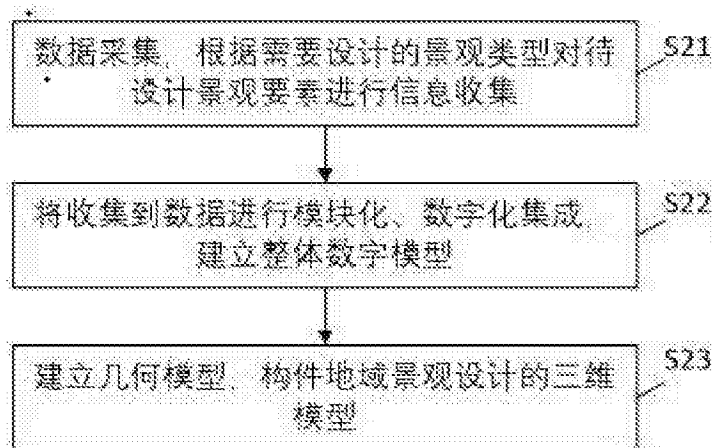 数据采集，根据需要设计的景观类型对待
设计景观要素进行信息收集
S21
将收集到数据进行模块化、数字化集成，
建立整体数字模型
S22
建立几何模型，构件地域景观设计的三维
模型
S23